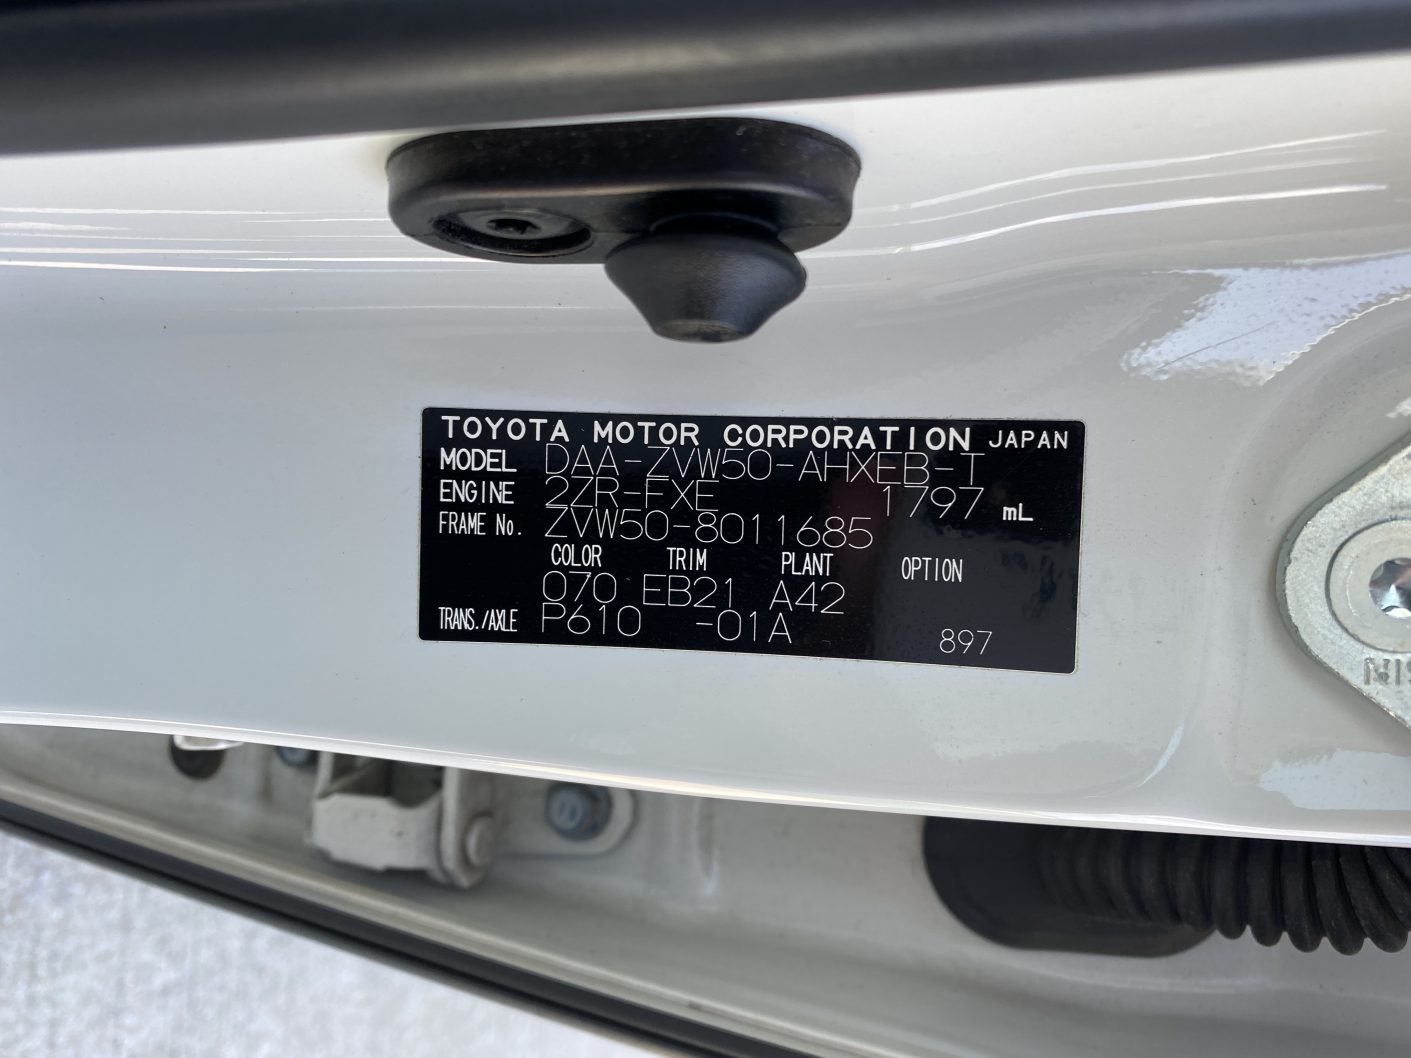 TOYOTA MOTOR CORPORATION JAPAN
MODEL DAA-ZVW50-AHXEB-T
ENGINE 2ZR-FXE 1797 mL
FRAME No. ZVW50-8011685
COLOR TRIM PLANT OPTION
070 EB21 A42
TRANS./AXLE P610 -01A
897